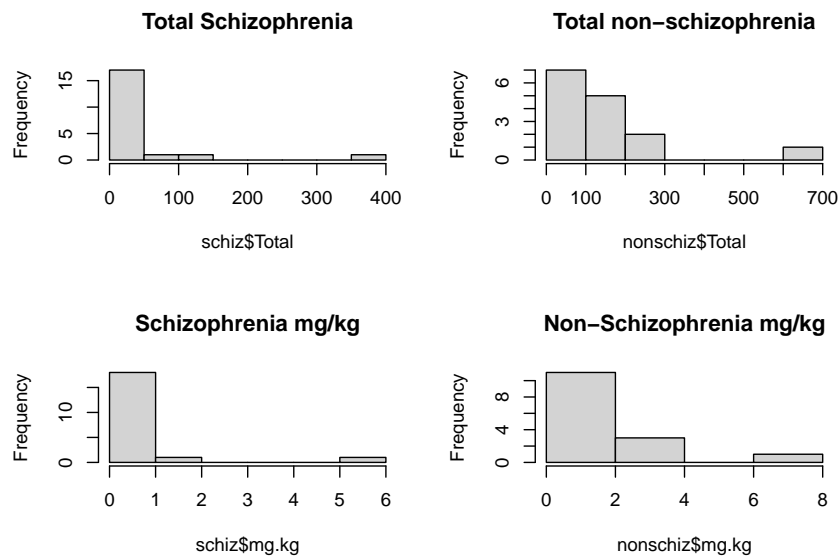 Total Schizophrenia
Frequency
0 5 15
0 100 200 300 400
schiz$Total
Total non−schizophrenia
Frequency
0 3 6
0 100 300 500 700
nonschiz$Total
Schizophrenia mg/kg
Frequency
0 10
0 1 2 3 4 5 6
schiz$mg.kg
Non−Schizophrenia mg/kg
Frequency
0 4 8
0 2 4 6 8
nonschiz$mg.kg